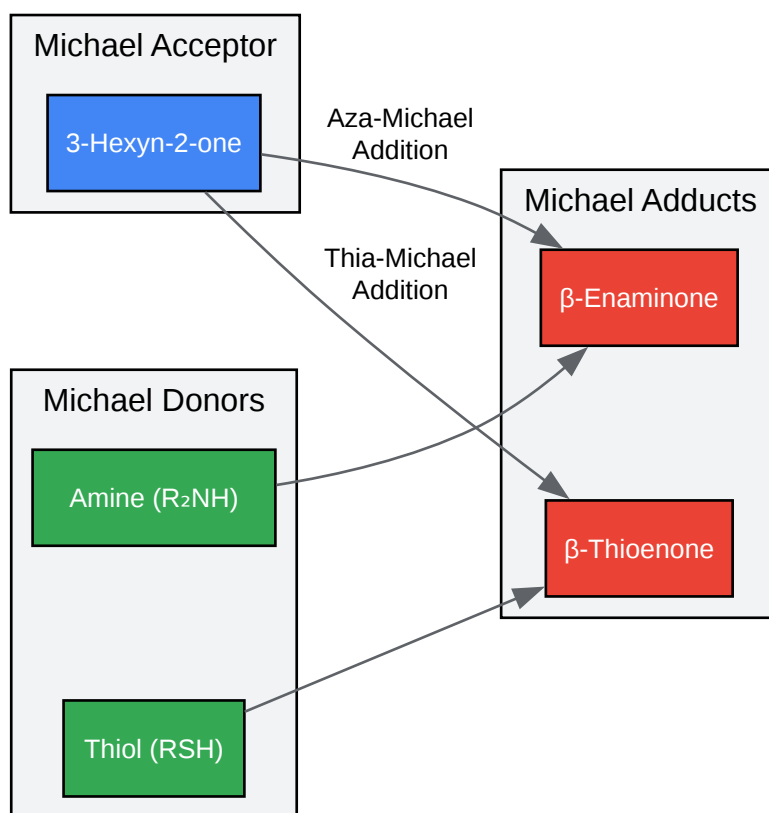 Michael Acceptor
3-Hexyn-2-one
Aza-Michael
Addition
Thia-Michael
Addition
Michael Donors
Amine (R₂NH)
Thiol (RSH)
Michael Adducts
β-Enaminone
β-Thioenone